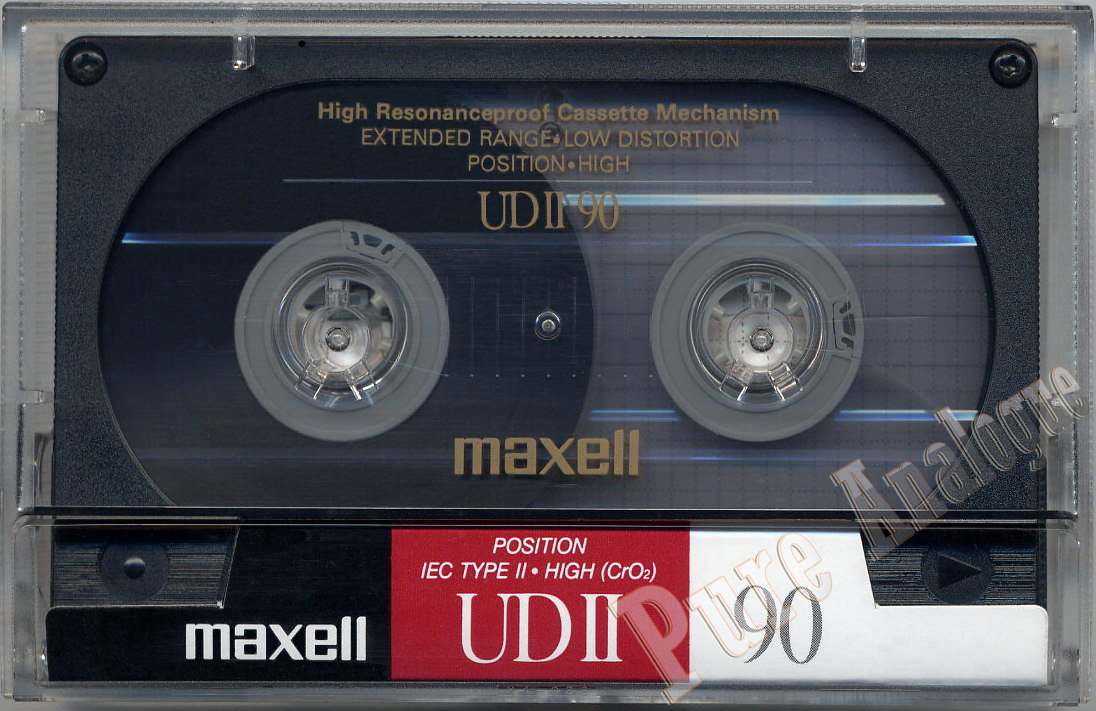 High Resonanceproof Cassette Mechanism
EXTENDED RANGE•LOW DISTORTION
POSITION•HIGH
UDII 90
maxell
POSITION
IEC TYPE II • HIGH (CrO₂)
maxell
UDII
90
Pure Analogue